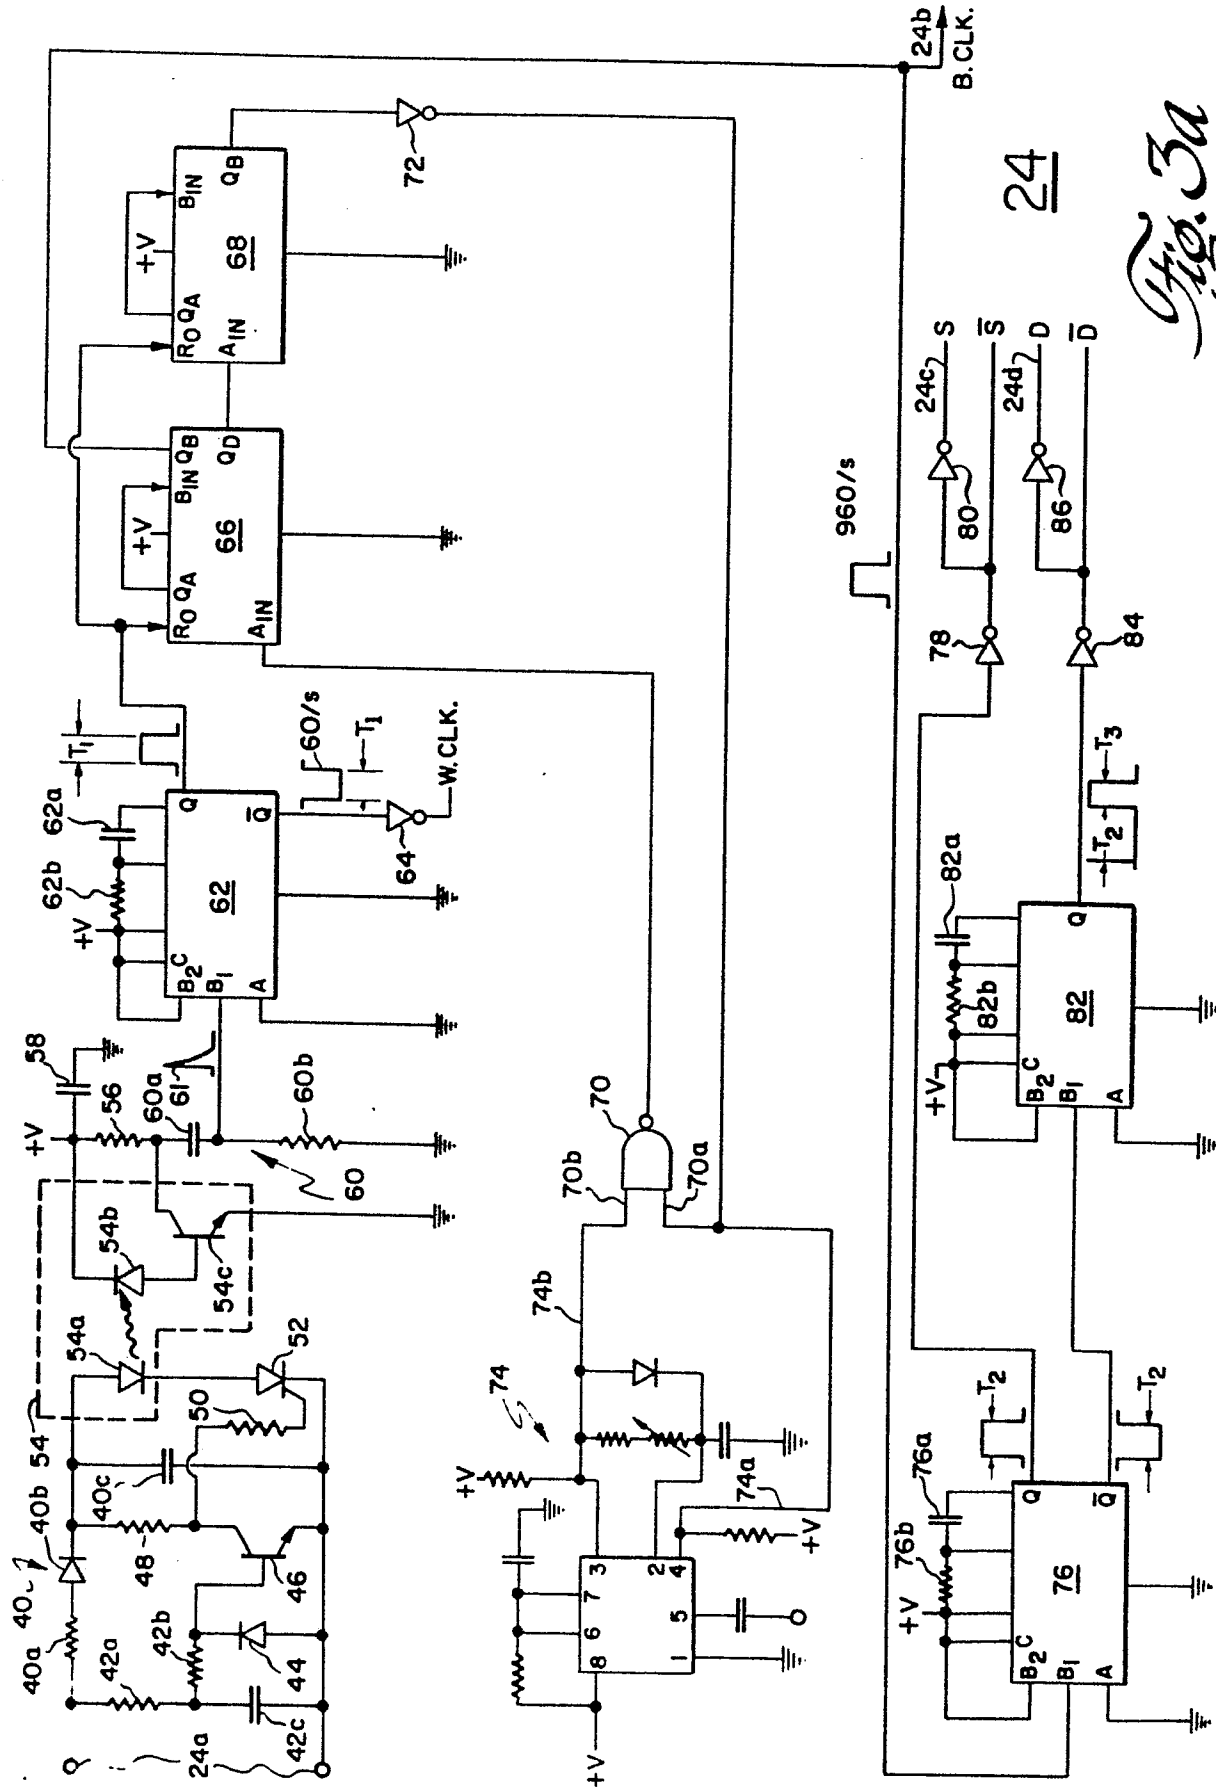 24a
40
40a
40b
40c
42a
42b
42c
44
46
48
50
52
54
54a
54b
54c
+V
56
58
60
60a
60b
61
+V
62b
62a
B2
C
B1
A
62
Q
Q̅
T1
60/s
T1
64
W.CLK.
R0
QA
+V
BIN
QB
66
QD
AIN
R0
QA
+V
BIN
68
QB
AIN
72
+V
8
6
7
3
1
5
2
4
+V
74
74a
74b
+V
70
70b
70a
960/s
24b
B.CLK.
+V
76b
76a
B2
C
B1
A
76
Q
Q̅
T2
T2
+V
82b
82a
B2
C
B1
A
82
Q
T2
T3
78
80
24c
S
S̅
84
86
24d
D
D̅
24
Fig. 3a